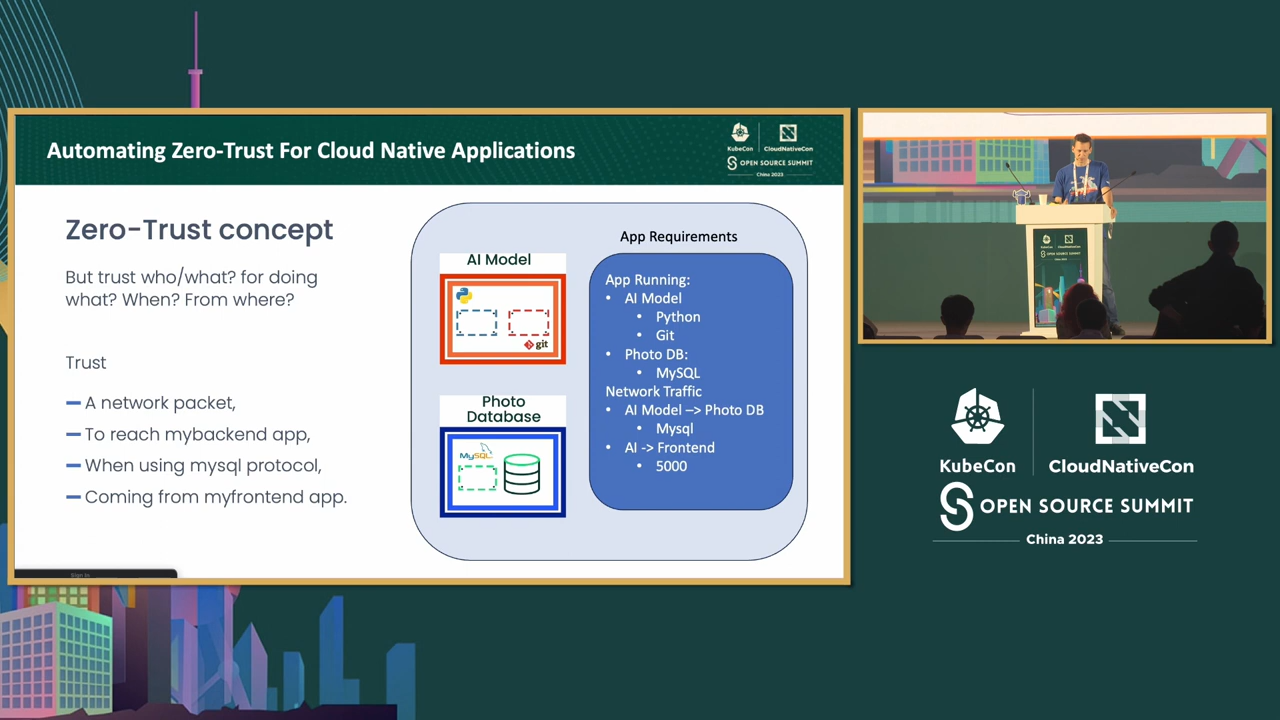 Automating Zero-Trust For Cloud Native Applications
KubeCon
CloudNativeCon
OPEN SOURCE SUMMIT
China 2023
Zero-Trust concept
But trust who/what? for doing
what? When? From where?
Trust
A network packet,
To reach mybackend app,
When using mysql protocol,
Coming from myfrontend app.
AI Model
git
Photo
Database
MySQL
App Requirements
App Running:
• AI Model
• Python
• Git
• Photo DB:
• MySQL
Network Traffic
• AI Model –> Photo DB
• Mysql
• AI -> Frontend
• 5000
Sign in
KubeCon
CloudNativeCon
OPEN SOURCE SUMMIT
China 2023